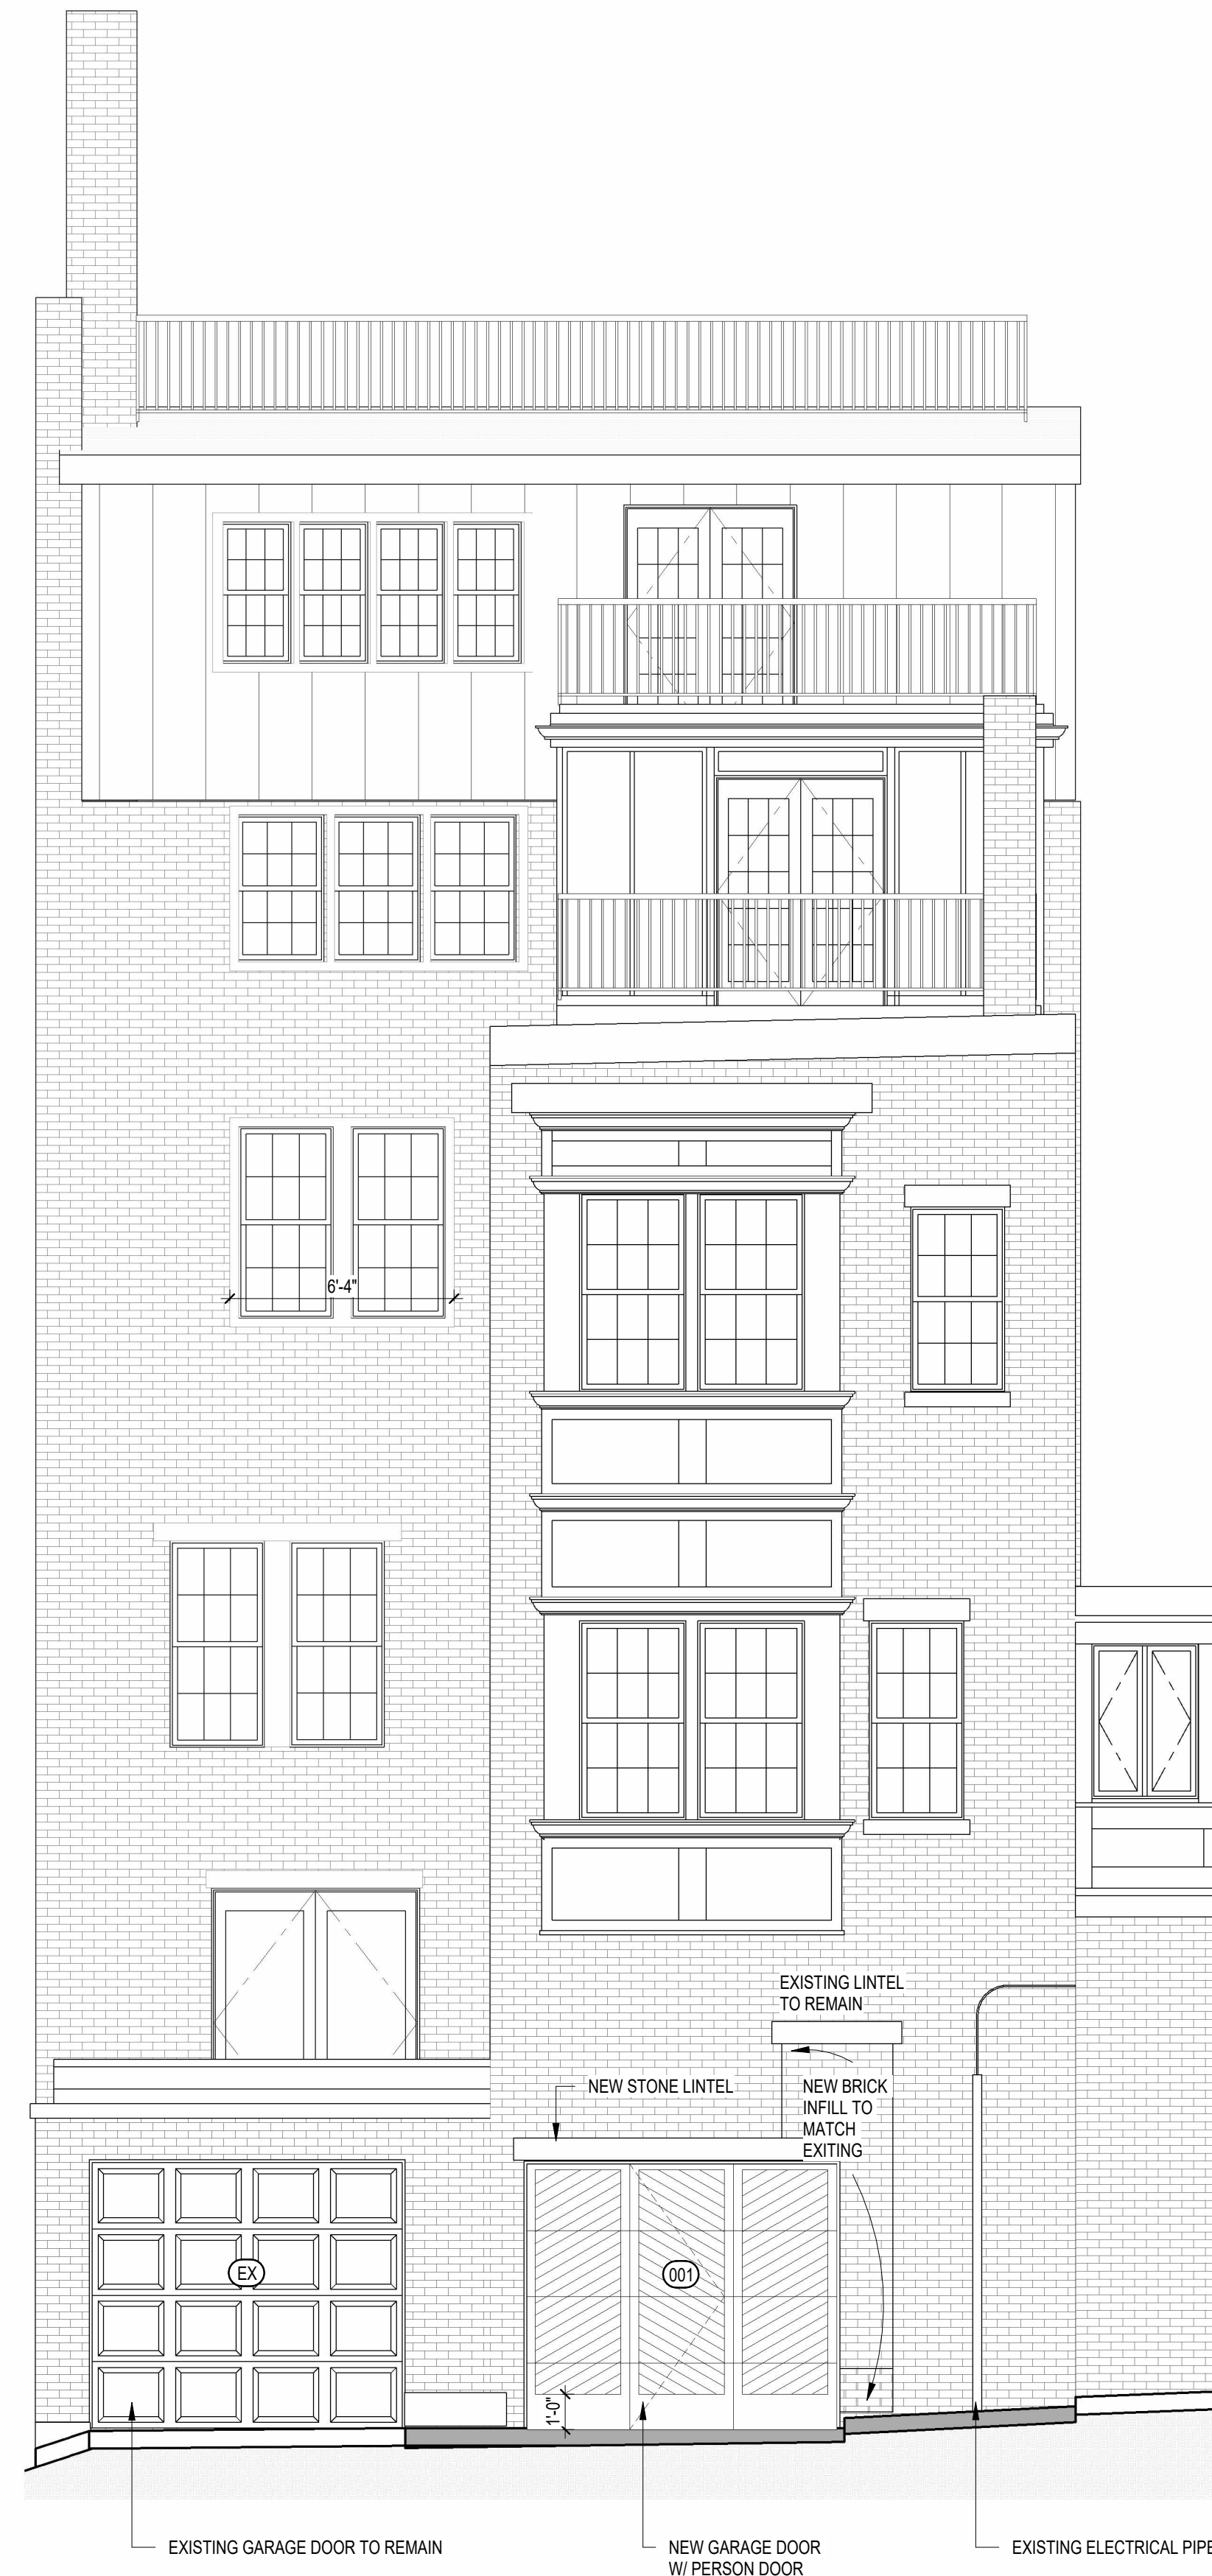 6'-4"
EXISTING LINTEL
TO REMAIN
NEW STONE LINTEL
NEW BRICK
INFILL TO
MATCH
EXITING
EX
001
1'-0"
EXISTING GARAGE DOOR TO REMAIN
NEW GARAGE DOOR
W/ PERSON DOOR
EXISTING ELECTRICAL PIPE